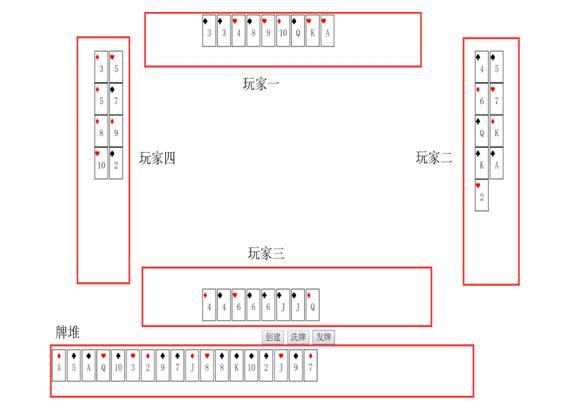 3 3 4 8 9 10 Q K A
玩家一
3 5
5 7
8 9
10 2
玩家四
4 5
6 7
Q K
K A
2
玩家二
玩家三
4 4 6 6 6 J J Q
牌堆
创建 洗牌 发牌
A 5 A Q 10 3 2 9 7 J 8 8 K 10 2 J 9 7